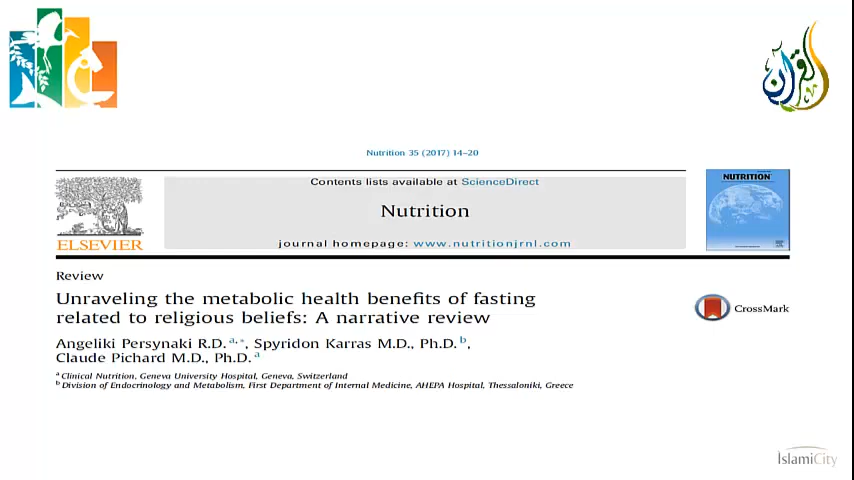 القرآن
Nutrition 35 (2017) 14–20
Contents lists available at ScienceDirect
Nutrition
journal homepage: www.nutritionjrnl.com
ELSEVIER
NUTRITION
Review
Unraveling the metabolic health benefits of fasting
related to religious beliefs: A narrative review
CrossMark
Angeliki Persynaki R.D. a,*, Spyridon Karras M.D., Ph.D. b,
Claude Pichard M.D., Ph.D. a
a Clinical Nutrition, Geneva University Hospital, Geneva, Switzerland
b Division of Endocrinology and Metabolism, First Department of Internal Medicine, AHEPA Hospital, Thessaloniki, Greece
IslamiCity